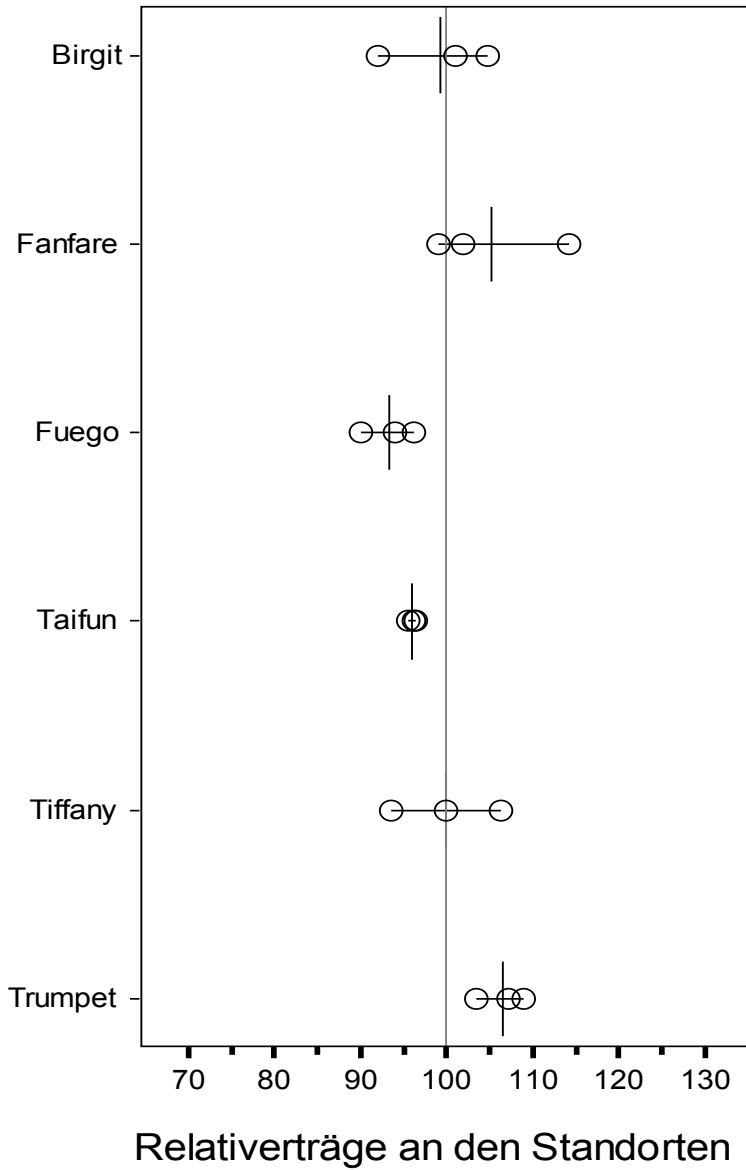 Birgit
Fanfare
Fuego
Taifun
Tiffany
Trumpet
70 80 90 100 110 120 130
Relativerträge an den Standorten